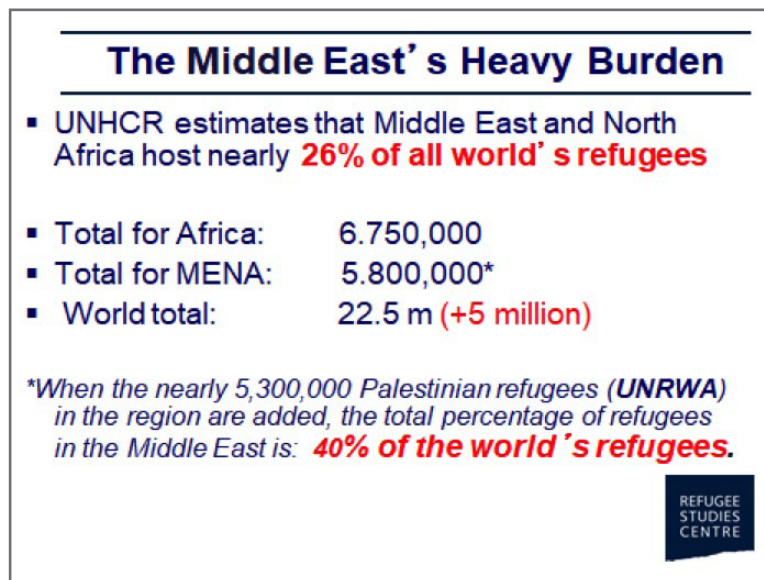 The Middle East’s Heavy Burden
▪ UNHCR estimates that Middle East and North
Africa host nearly 26% of all world’s refugees
▪ Total for Africa: 6.750,000
▪ Total for MENA: 5.800,000*
▪ World total: 22.5 m (+5 million)
*When the nearly 5,300,000 Palestinian refugees (UNRWA)
in the region are added, the total percentage of refugees
in the Middle East is: 40% of the world’s refugees.
REFUGEE
STUDIES
CENTRE